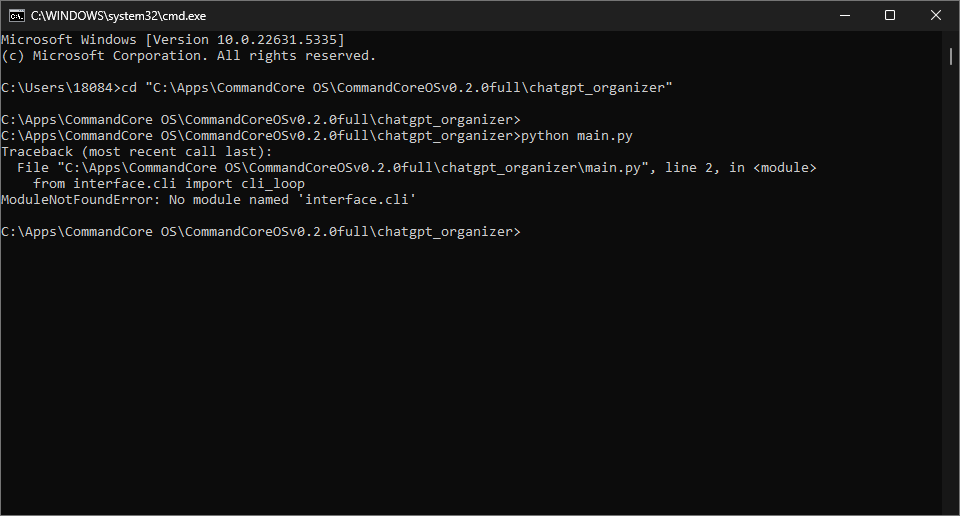 C:\WINDOWS\system32\cmd.exe
Microsoft Windows [Version 10.0.22631.5335]
(c) Microsoft Corporation. All rights reserved.
C:\Users\18084>cd "C:\Apps\CommandCore OS\CommandCoreOSv0.2.0full\chatgpt_organizer"
C:\Apps\CommandCore OS\CommandCoreOSv0.2.0full\chatgpt_organizer>
C:\Apps\CommandCore OS\CommandCoreOSv0.2.0full\chatgpt_organizer>python main.py
Traceback (most recent call last):
  File "C:\Apps\CommandCore OS\CommandCoreOSv0.2.0full\chatgpt_organizer\main.py", line 2, in <module>
    from interface.cli import cli_loop
ModuleNotFoundError: No module named 'interface.cli'
C:\Apps\CommandCore OS\CommandCoreOSv0.2.0full\chatgpt_organizer>